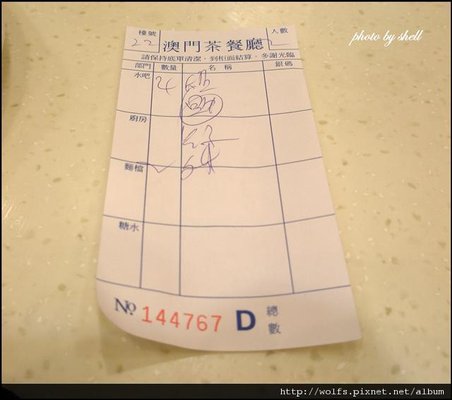 檯號
人數
22
澳門茶餐廳
2
photo by shell
請保持底單清潔,到柜面結算,多謝光臨
部門 數量 名稱 銀碼
水吧
廚房
麵檔
糖水
No. 144767 D 總數
http://wolfs.pixnet.net/album